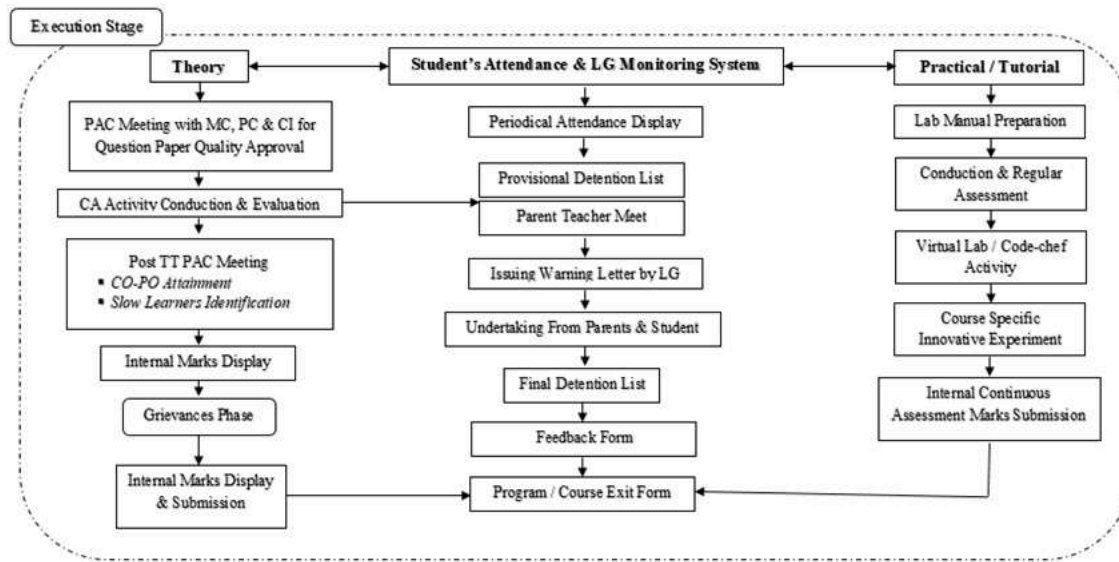 Execution Stage
Theory
PAC Meeting with MC, PC & CI for
Question Paper Quality Approval
CA Activity Conduction & Evaluation
Post TT PAC Meeting
▪ CO-PO Attainment
▪ Slow Learners Identification
Internal Marks Display
Grievances Phase
Internal Marks Display
& Submission
Student's Attendance & LG Monitoring System
Periodical Attendance Display
Provisional Detention List
Parent Teacher Meet
Issuing Warning Letter by LG
Undertaking From Parents & Student
Final Detention List
Feedback Form
Program / Course Exit Form
Practical / Tutorial
Lab Manual Preparation
Conduction & Regular
Assessment
Virtual Lab / Code-chef
Activity
Course Specific
Innovative Experiment
Internal Continuous
Assessment Marks Submission